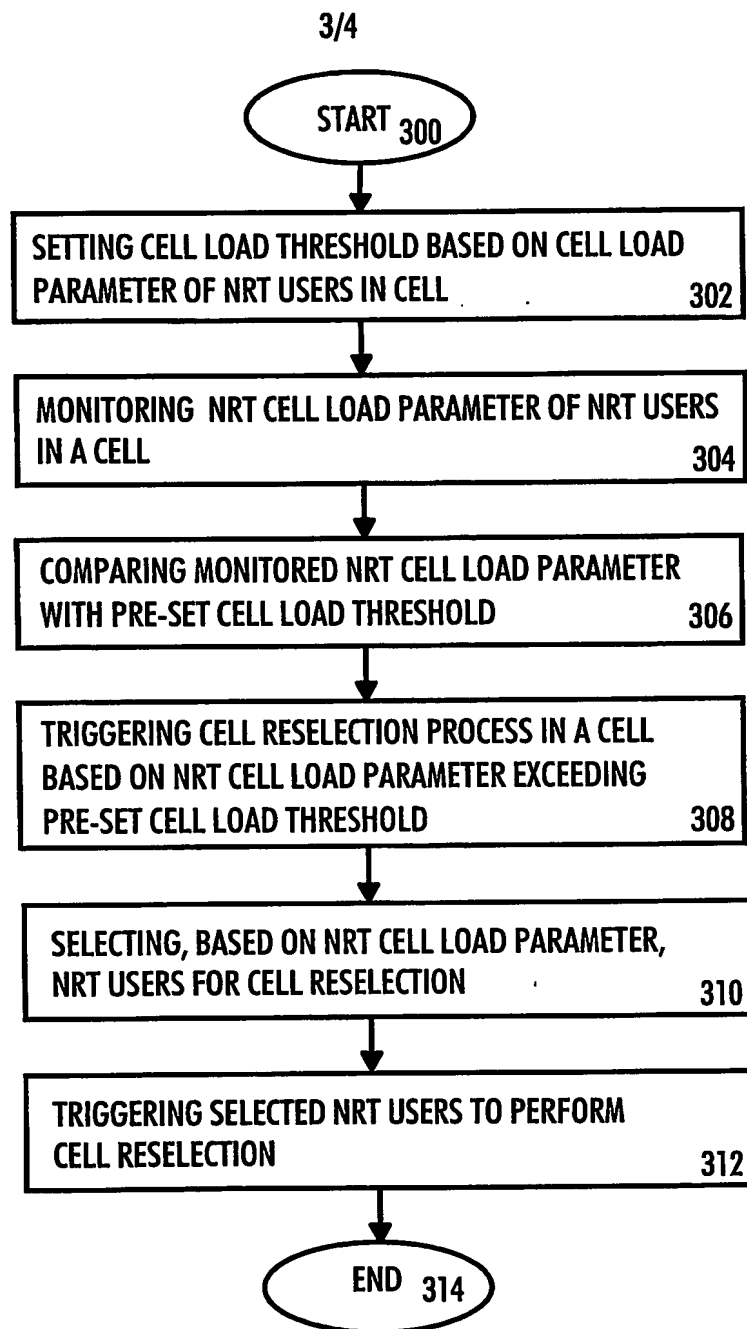 3/4
START 300
SETTING CELL LOAD THRESHOLD BASED ON CELL LOAD
PARAMETER OF NRT USERS IN CELL 302
MONITORING NRT CELL LOAD PARAMETER OF NRT USERS
IN A CELL 304
COMPARING MONITORED NRT CELL LOAD PARAMETER
WITH PRE-SET CELL LOAD THRESHOLD 306
TRIGGERING CELL RESELECTION PROCESS IN A CELL
BASED ON NRT CELL LOAD PARAMETER EXCEEDING
PRE-SET CELL LOAD THRESHOLD 308
SELECTING, BASED ON NRT CELL LOAD PARAMETER,
NRT USERS FOR CELL RESELECTION 310
TRIGGERING SELECTED NRT USERS TO PERFORM
CELL RESELECTION 312
END 314